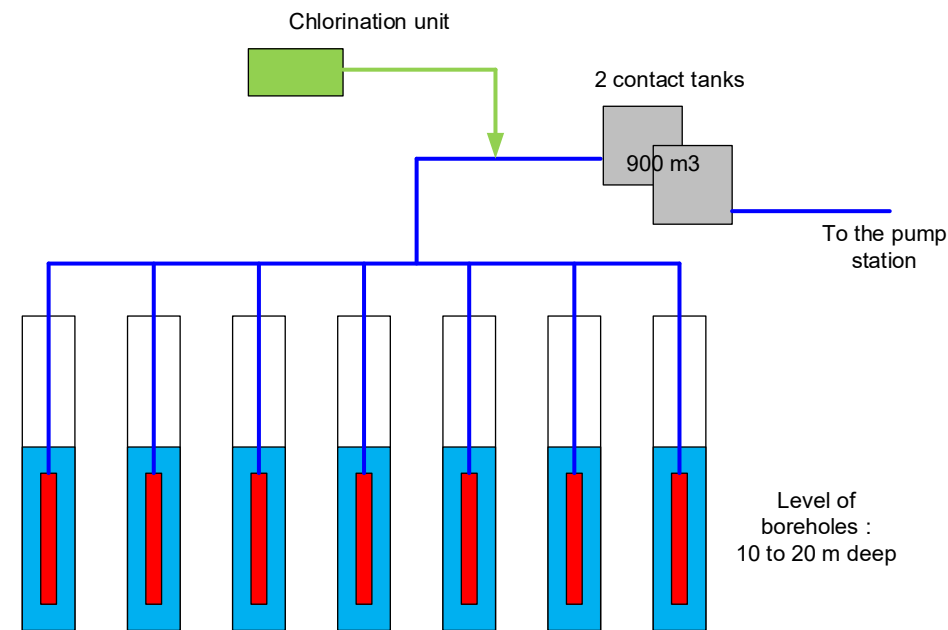 Chlorination unit
2 contact tanks
900 m3
To the pump
station
Level of
boreholes :
10 to 20 m deep